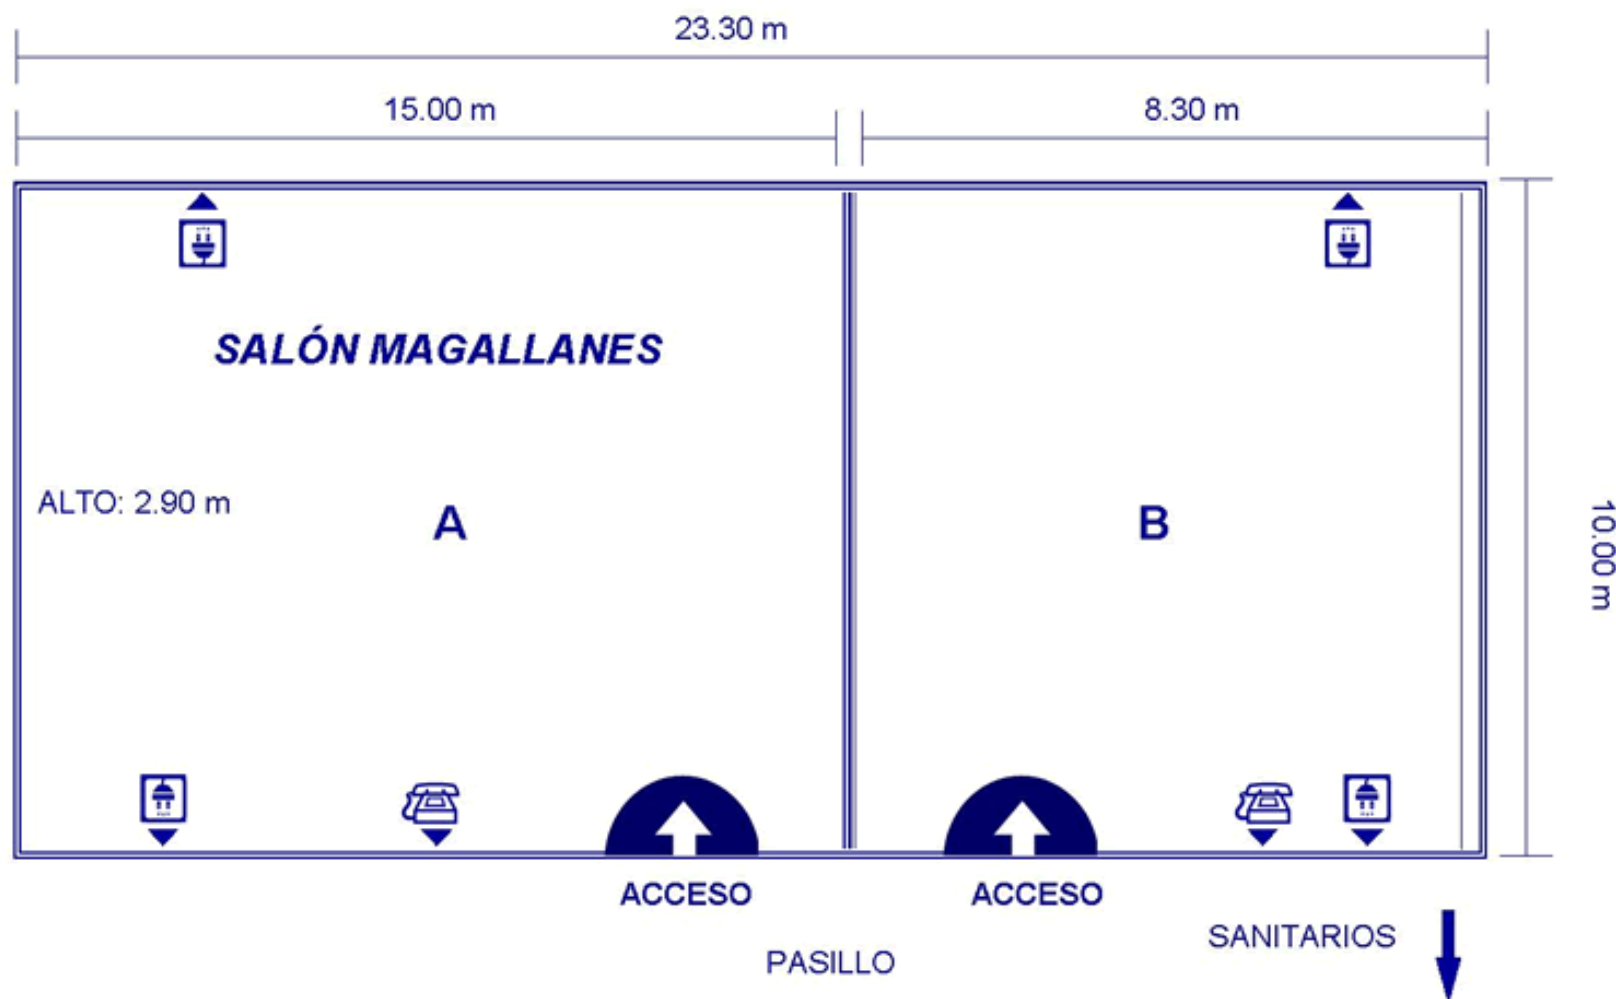 23.30 m
15.00 m
8.30 m
SALÓN MAGALLANES
ALTO: 2.90 m
A
B
10.00 m
ACCESO
ACCESO
SANITARIOS
PASILLO